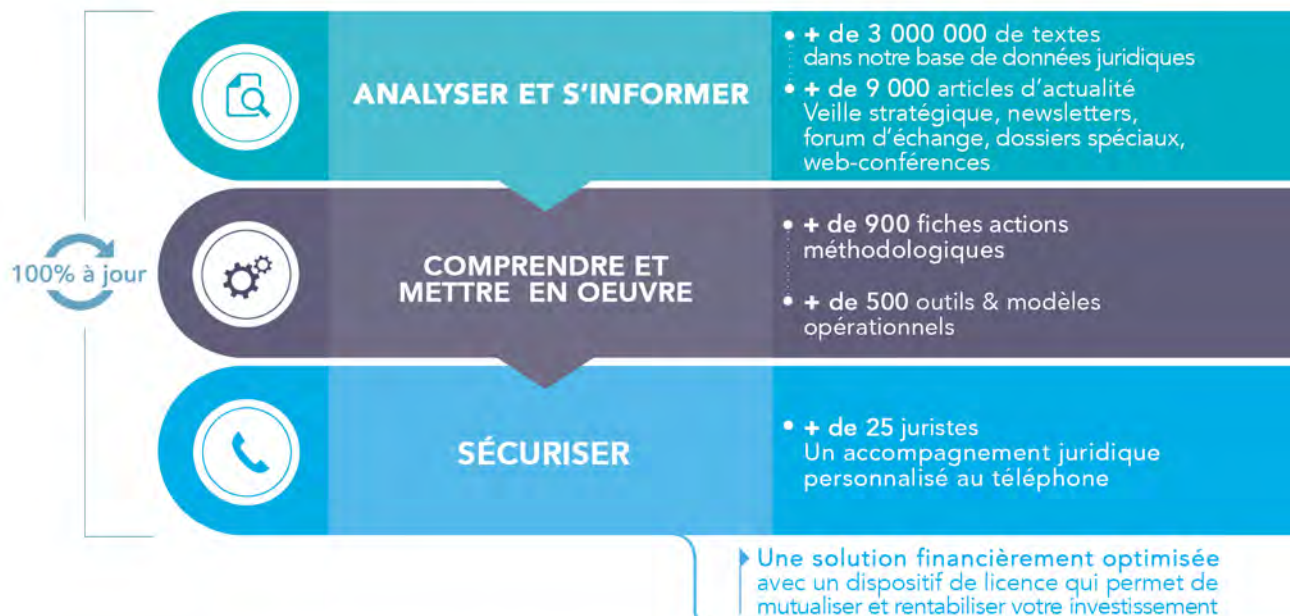 100% à jour
ANALYSER ET S'INFORMER
+ de 3 000 000 de textes
dans notre base de données juridiques
+ de 9 000 articles d'actualité
Veille stratégique, newsletters,
forum d'échange, dossiers spéciaux,
web-conférences
COMPRENDRE ET
METTRE EN OEUVRE
+ de 900 fiches actions
méthodologiques
+ de 500 outils & modèles
opérationnels
SÉCURISER
+ de 25 juristes
Un accompagnement juridique
personnalisé au téléphone
Une solution financièrement optimisée
avec un dispositif de licence qui permet de
mutualiser et rentabiliser votre investissement